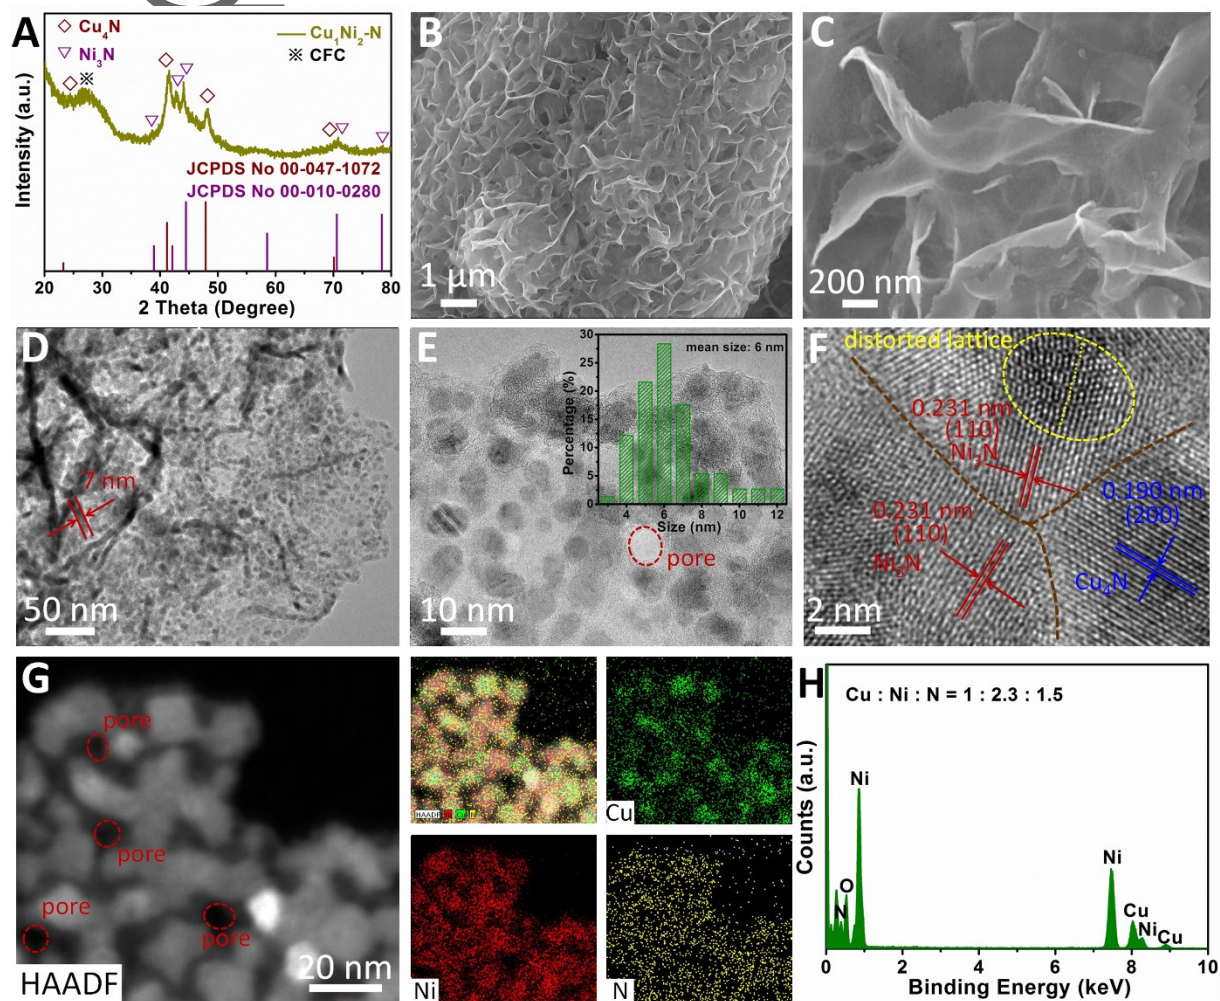 A
◇ Cu4N
▽ Ni3N
Cu1Ni2-N
※ CFC
Intensity (a.u.)
JCPDS No 00-047-1072
JCPDS No 00-010-0280
20 30 40 50 60 70 80
2 Theta (Degree)
B
1 μm
C
200 nm
D
7 nm
50 nm
E
mean size: 6 nm
Percentage (%)
30
25
20
15
10
5
0
4 6 8 10 12
Size (nm)
pore
10 nm
F
distorted lattice
0.231 nm
(110)
Ni3N
0.231 nm
(110)
Ni3N
0.190 nm
(200)
Cu4N
2 nm
G
pore
pore
pore
pore
HAADF
20 nm
HAADF
Cu
Ni
N
H
Cu : Ni : N = 1 : 2.3 : 1.5
Counts (a.u.)
Ni
O
N
Ni
Cu
Ni
Cu
0 2 4 6 8 10
Binding Energy (keV)